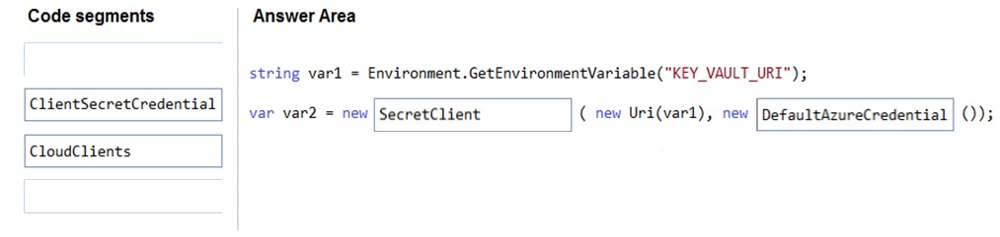 Code segments
Answer Area
string var1 = Environment.GetEnvironmentVariable("KEY_VAULT_URI");
ClientSecretCredential
var var2 = new SecretClient ( new Uri(var1), new DefaultAzureCredential ());
CloudClients